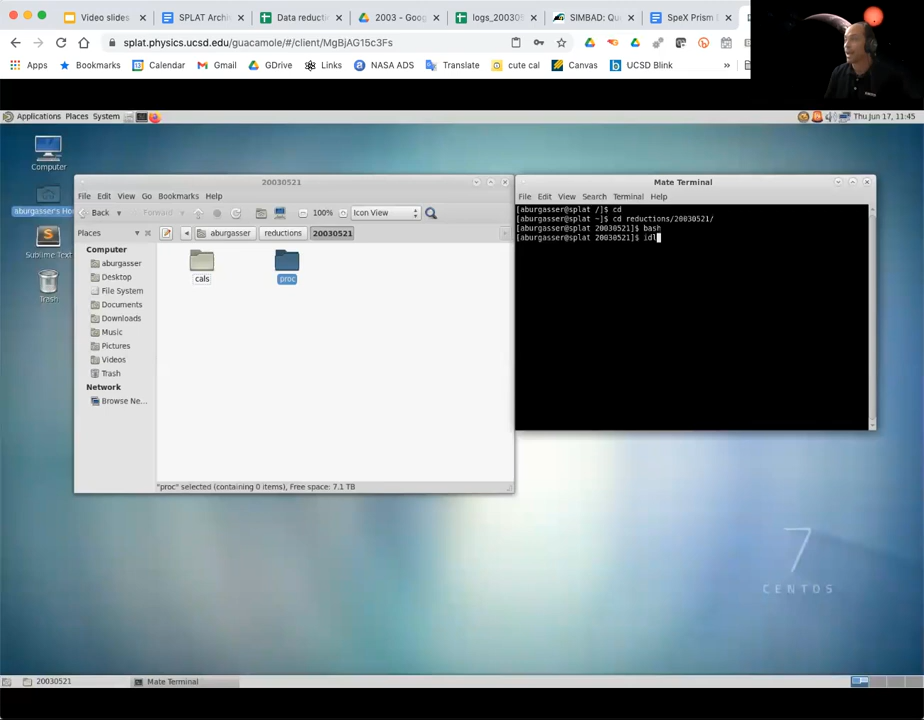 Video slides
SPLAT Archi
Data reducti
2003 - Goo
logs_200305
SIMBAD: Qu
SpeX Prism
splat.physics.ucsd.edu/guacamole/#/client/MgBjAG15c3Fs
Apps
Bookmarks
Calendar
Gmail
GDrive
Links
NASA ADS
Translate
cute cal
Canvas
UCSD Blink
»
Applications Places System
Thu Jun 17, 11:45
Computer
aburgasser's Ho
Sublime Text
Trash
20030521
File Edit View Go Bookmarks Help
Back
Forward
100%
Icon View
Places
aburgasser
reductions
20030521
Computer
aburgasser
Desktop
File System
Documents
Downloads
Music
Pictures
Videos
Trash
Network
Browse Ne...
cals
proc
"proc" selected (containing 0 items), Free space: 7.1 TB
Mate Terminal
File Edit View Search Terminal Help
[aburgasser@splat /]$ cd
[aburgasser@splat ~]$ cd reductions/20030521/
[aburgasser@splat 20030521]$ bash
[aburgasser@splat 20030521]$ idl
7
CENTOS
20030521
Mate Terminal